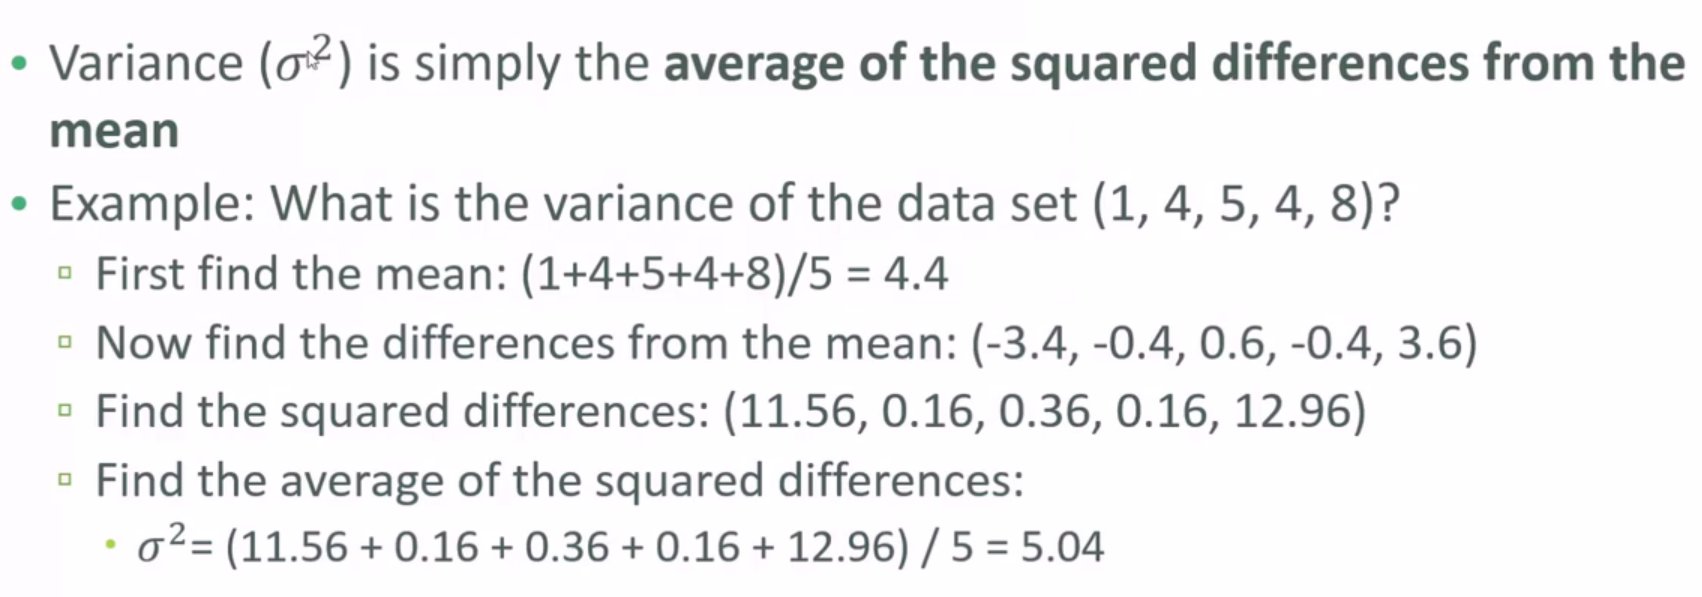 • Variance (σ²) is simply the average of the squared differences from the
mean
• Example: What is the variance of the data set (1, 4, 5, 4, 8)?
▫ First find the mean: (1+4+5+4+8)/5 = 4.4
▫ Now find the differences from the mean: (-3.4, -0.4, 0.6, -0.4, 3.6)
▫ Find the squared differences: (11.56, 0.16, 0.36, 0.16, 12.96)
▫ Find the average of the squared differences:
• σ²= (11.56 + 0.16 + 0.36 + 0.16 + 12.96) / 5 = 5.04